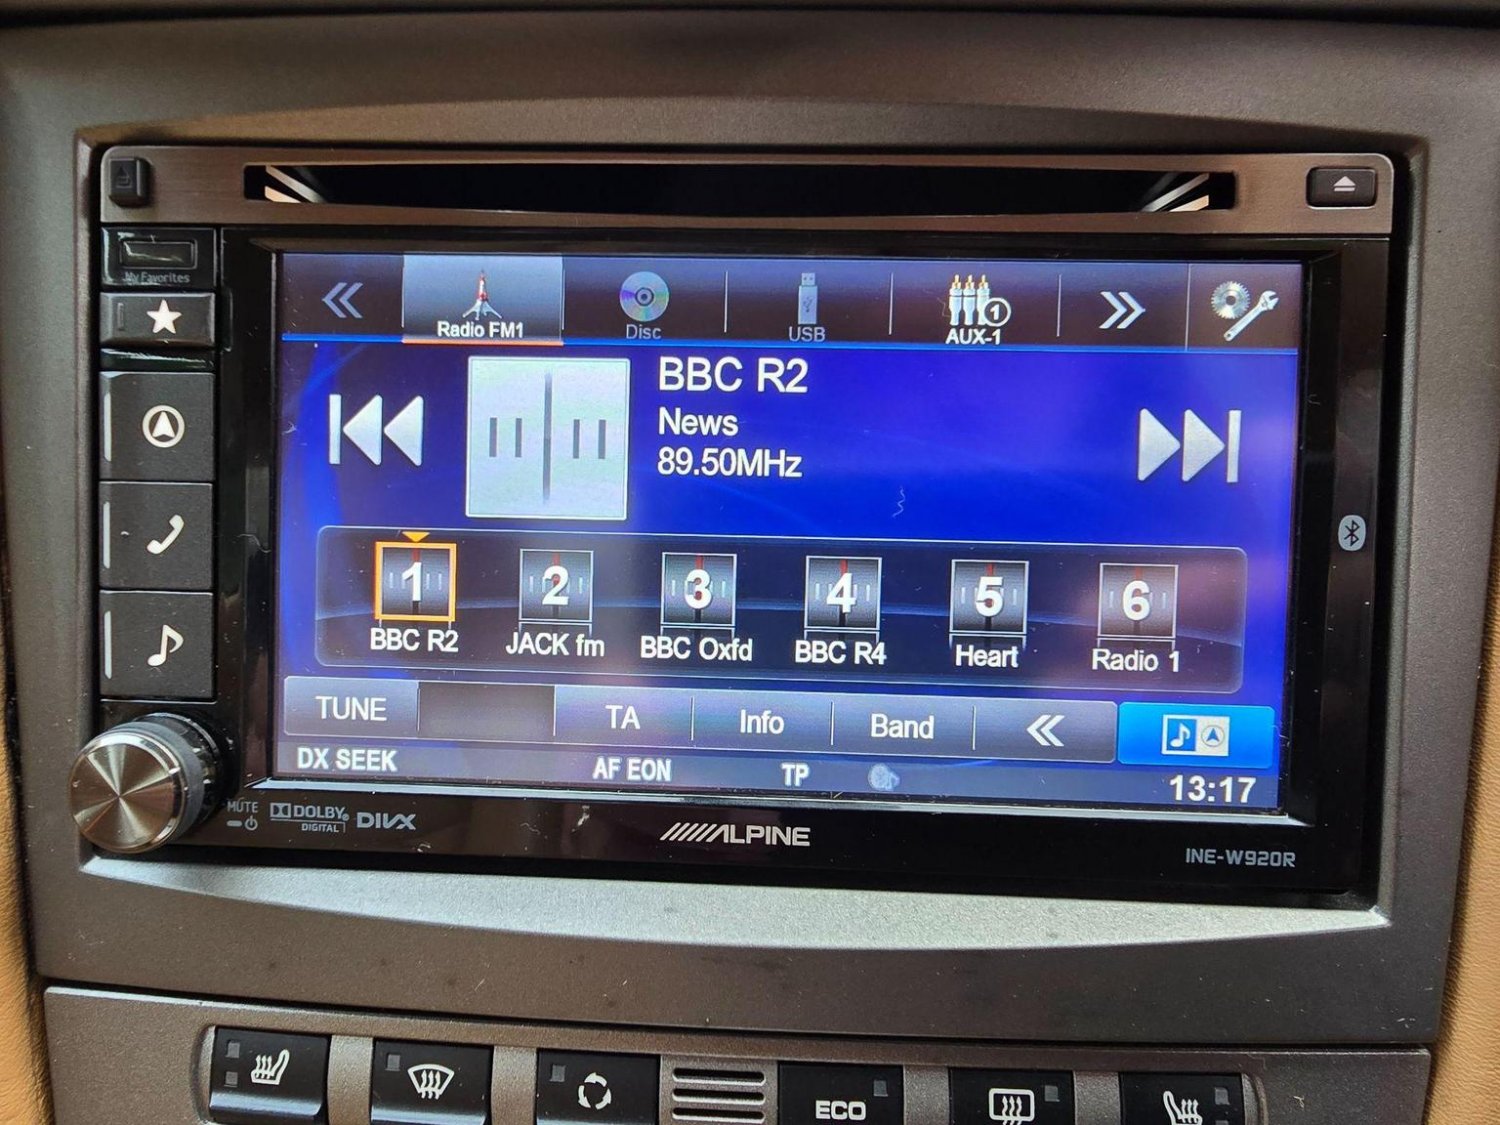 My Favorites
Radio FM1
Disc
USB
1
AUX-1
BBC R2
News
89.50MHz
1 2 3 4 5 6
BBC R2 JACK fm BBC Oxfd BBC R4 Heart Radio 1
TUNE TA Info Band
DX SEEK AF EON TP 13:17
MUTE
DOLBY
DIGITAL
DIVX
ALPINE
INE-W920R
ECO